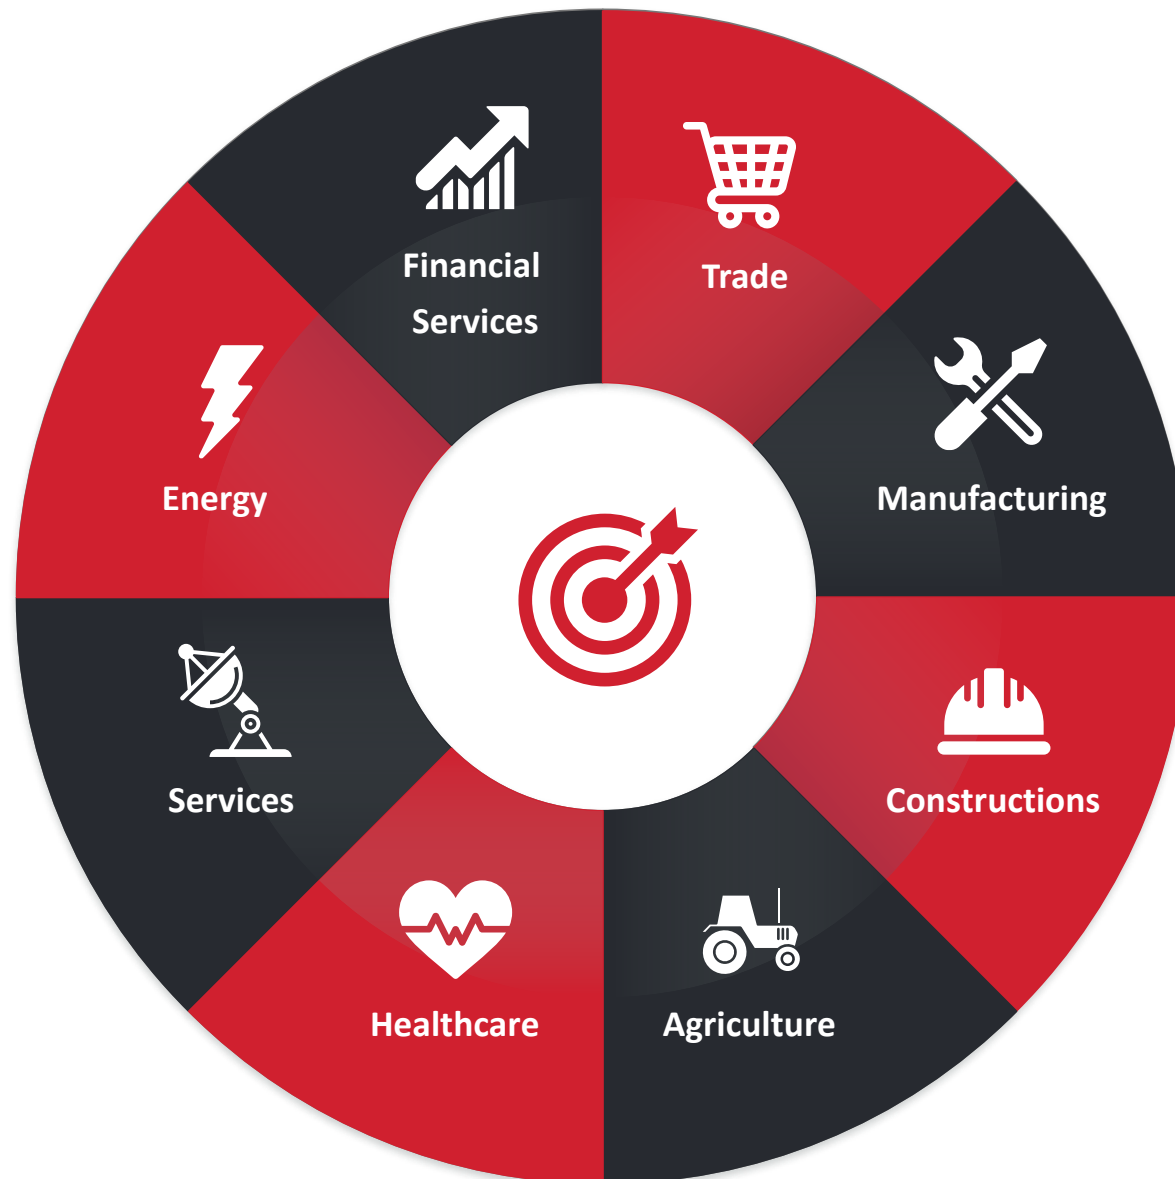 Financial
Services
Trade
Energy
Manufacturing
Services
Constructions
Healthcare
Agriculture